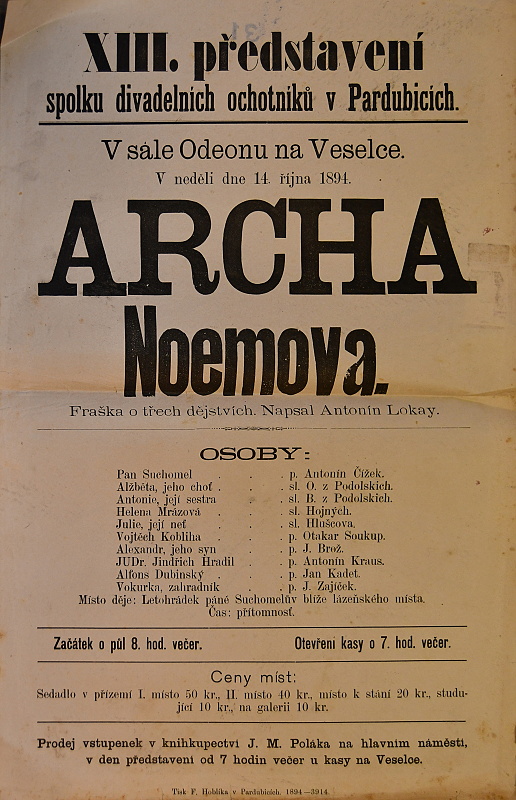 XIII. představení
spolku divadelních ochotníků v Pardubicích.
V sále Odeonu na Veselce.
V neděli dne 14. října 1894.
ARCHA
Noemova.
Fraška o třech dějstvích. Napsal Antonín Lokay.
OSOBY:
Pan Suchomel . . . p. Antonín Čížek.
Alžběta, jeho choť . . . sl. O. z Podolských.
Antonie, její sestra . . sl. B. z Podolských.
Helena Mrázová . . . sl. Hojných.
Julie, její neť . . . sl. Hlušcova.
Vojtěch Kobliha . . . p. Otakar Soukup.
Alexandr, jeho syn . . p. J. Brož.
JUDr. Jindřich Hradil . . . p. Antonín Kraus.
Alfons Dubinský . . . p. Jan Kadet.
Vokurka, zahradník . . p. J. Zajíček.
Místo děje: Letohrádek páně Suchomelův blíže lázeňského místa.
Čas: přítomnosť.
Začátek o půl 8. hod. večer. Otevření kasy o 7. hod. večer.
Ceny míst:
Sedadlo v přízemí I. místo 50 kr., II. místo 40 kr., místo k stání 20 kr., studu-
jící 10 kr., na galerii 10 kr.
Prodej vstupenek v knihkupectví J. M. Poláka na hlavním náměstí,
v den představení od 7 hodin večer u kasy na Veselce.
Tisk F. Hoblíka v Pardubicích. 1894—3914.